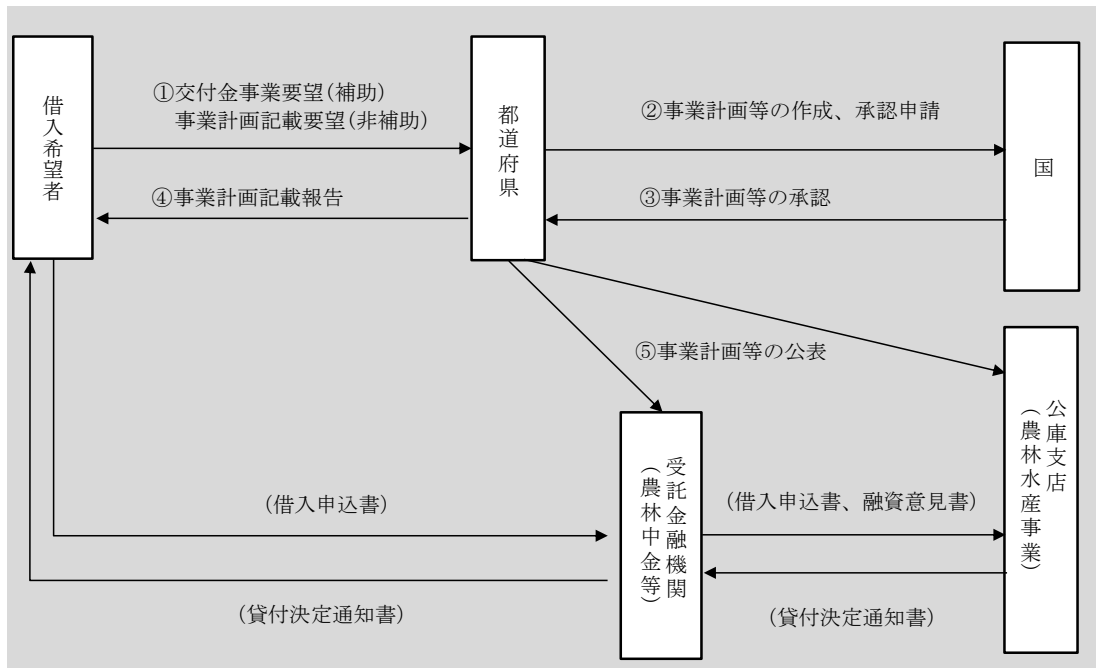 借入希望者
①交付金事業要望(補助)
事業計画記載要望(非補助)
④事業計画記載報告
都道府県
②事業計画等の作成、承認申請
③事業計画等の承認
国
⑤事業計画等の公表
受託金融機関
(農林中金等)
公庫支店
(農林水産事業)
(借入申込書)
(貸付決定通知書)
(借入申込書、融資意見書)
(貸付決定通知書)